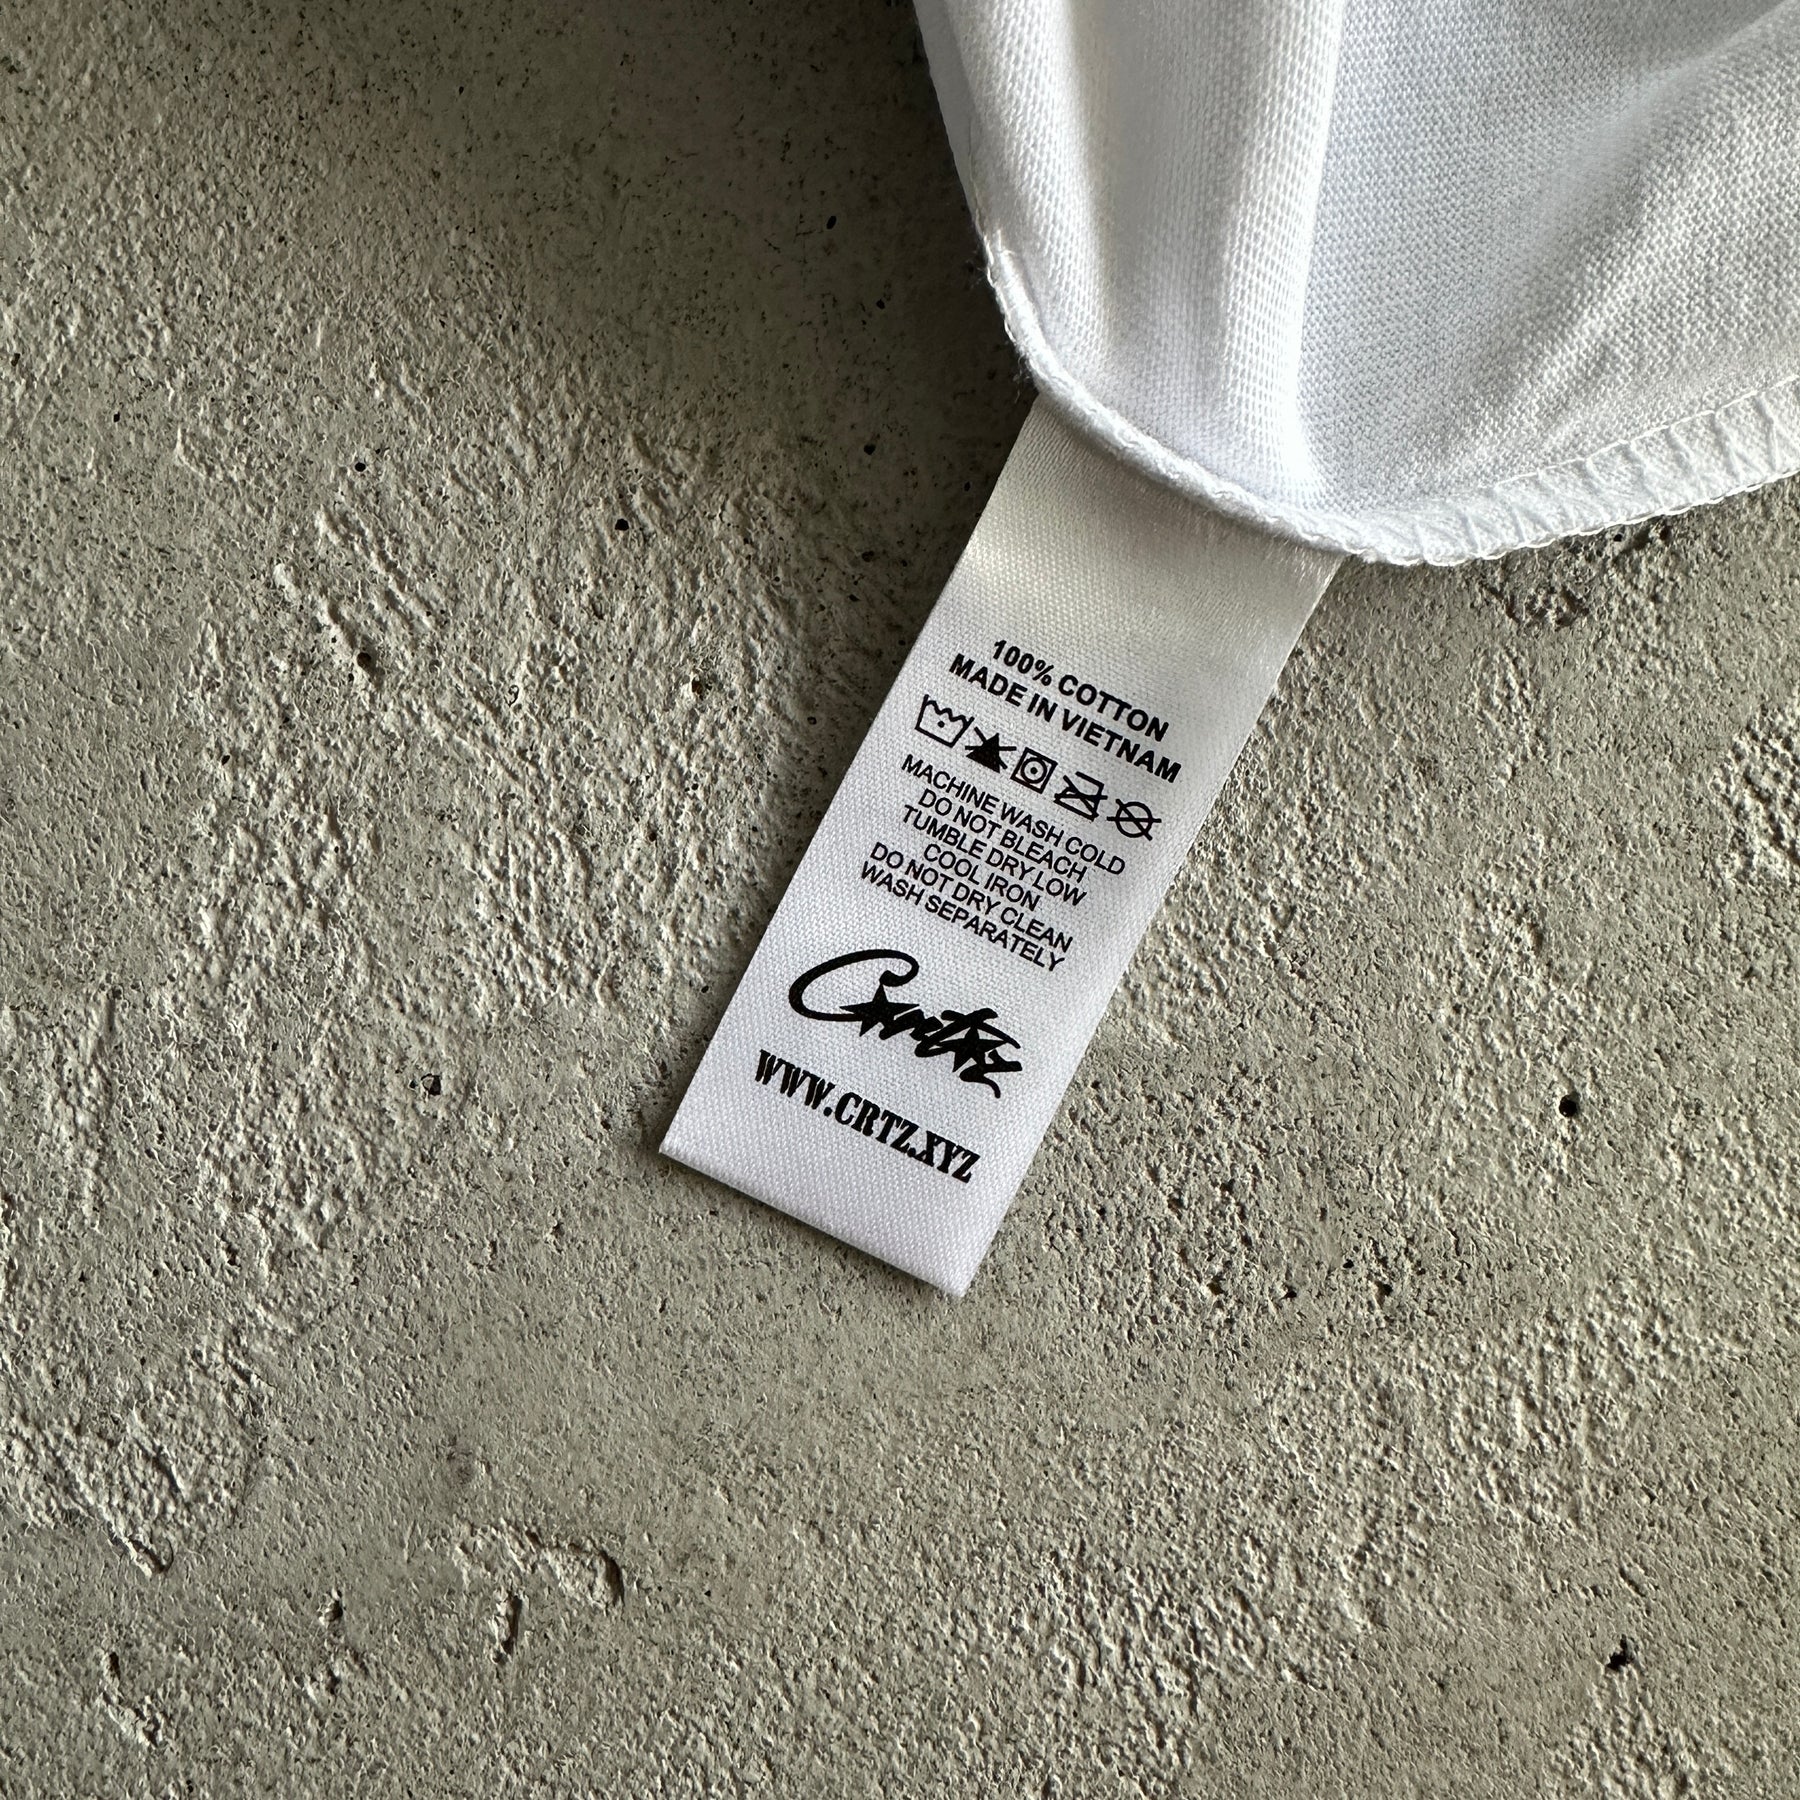 100% COTTON
MADE IN VIETNAM
MACHINE WASH COLD
DO NOT BLEACH
TUMBLE DRY LOW
COOL IRON
DO NOT DRY CLEAN
WASH SEPARATELY
Corteiz
WWW.CRTZ.XYZ